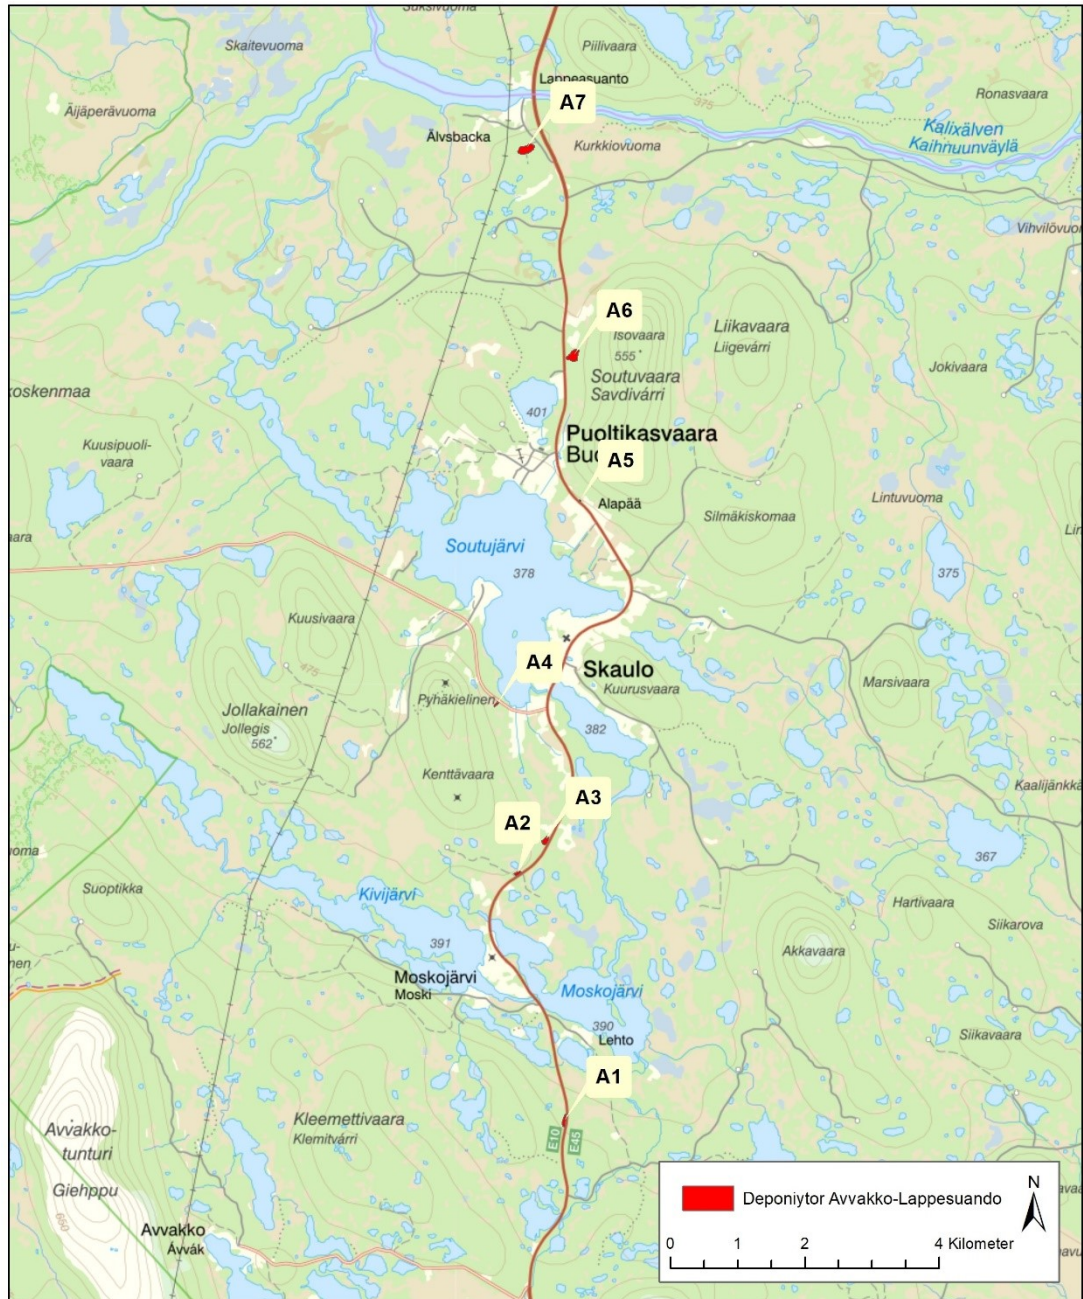 Skaitevuoma
Piilivaara
Lappeasuanto
A7
Ronasvaara
375
Äijäperävuoma
Älvsbacka
Kurkkiovuoma
Kalixälven
Kaihnuunväylä
A6
Isovaara
555
Soutuvaara
Savdivárri
Liikavaara
Liigevárri
Jokivaara
koskenmaa
401
Kuusipuoli-
vaara
Puoltikasvaara
A5
Alapää
Lintuvuoma
Silmäkiskomaa
Soutujärvi
378
375
Kuusivaara
475
A4
Skaulo
Kuurusvaara
Marsivaara
Pyhäkielinen
Jollakainen
Jollegis
562
382
Kenttävaara
A3
A2
Kaalijänkkä
367
Suoptikka
Kivijärvi
391
Hartivaara
Siikarova
Akkavaara
Moskojärvi
Moski
Moskojärvi
390
Lehto
Siikavaara
A1
Kleemettivaara
Klemitvárri
E10
E45
Avvakko-
tunturi
Giehppu
650
Avvakko
Ávvák
Deponiytor Avvakko-Lappesuando
N
0 1 2 4 Kilometer